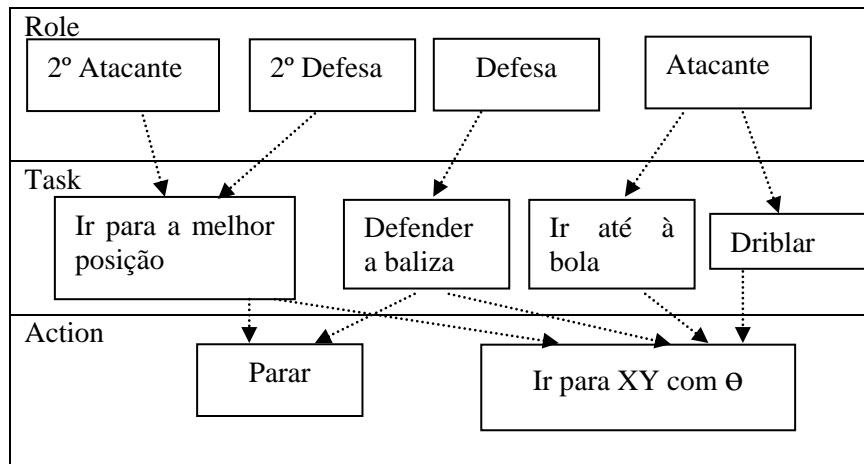 Role
2º Atacante
2º Defesa
Defesa
Atacante
Task
Ir para a melhor
posição
Defender
a baliza
Ir até à
bola
Driblar
Action
Parar
Ir para XY com ɵ